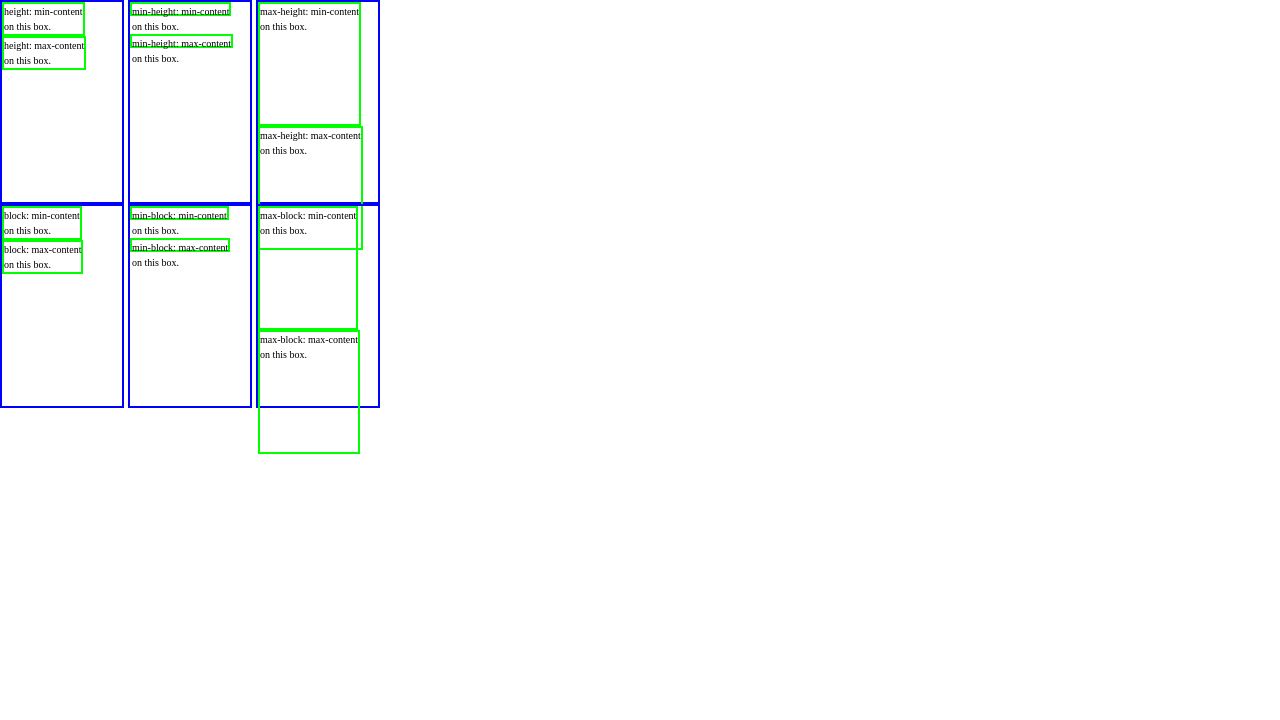 height: min-content
on this box.
height: max-content
on this box.
min-height: min-content
on this box.
min-height: max-content
on this box.
max-height: min-content
on this box.
max-height: max-content
on this box.
block: min-content
on this box.
block: max-content
on this box.
min-block: min-content
on this box.
min-block: max-content
on this box.
max-block: min-content
on this box.
max-block: max-content
on this box.